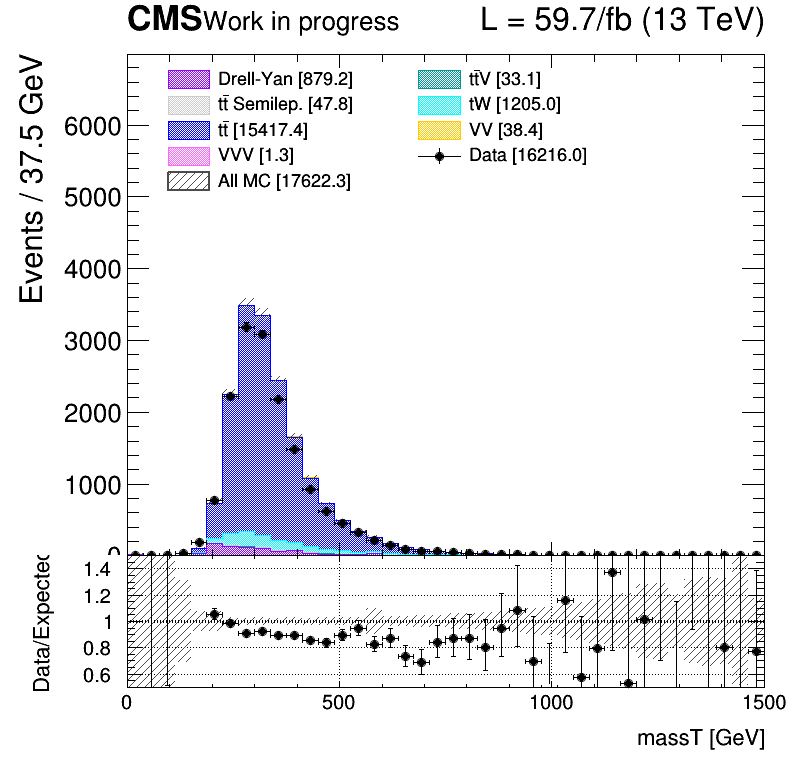 CMS Work in progress L = 59.7/fb (13 TeV)
Events / 37.5 GeV
Drell-Yan [879.2]
tt̄ Semilep. [47.8]
tt̄ [15417.4]
VVV [1.3]
All MC [17622.3]
tt̄V [33.1]
tW [1205.0]
VV [38.4]
Data [16216.0]
6000
5000
4000
3000
2000
1000
0
Data/Expected
1.4
1.2
1
0.8
0.6
0 500 1000 1500
massT [GeV]